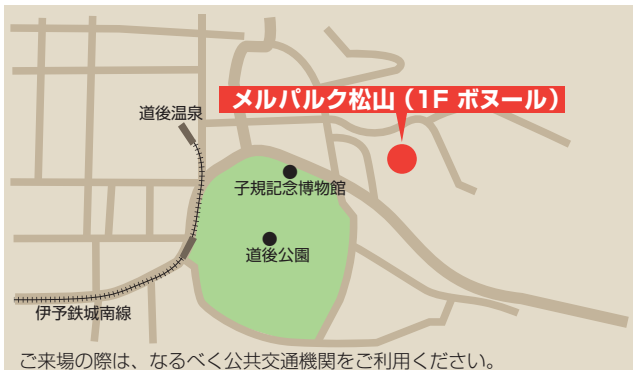 メルパルク松山(1F ボヌール)
道後温泉
子規記念博物館
道後公園
伊予鉄城南線
ご来場の際は、なるべく公共交通機関をご利用ください。